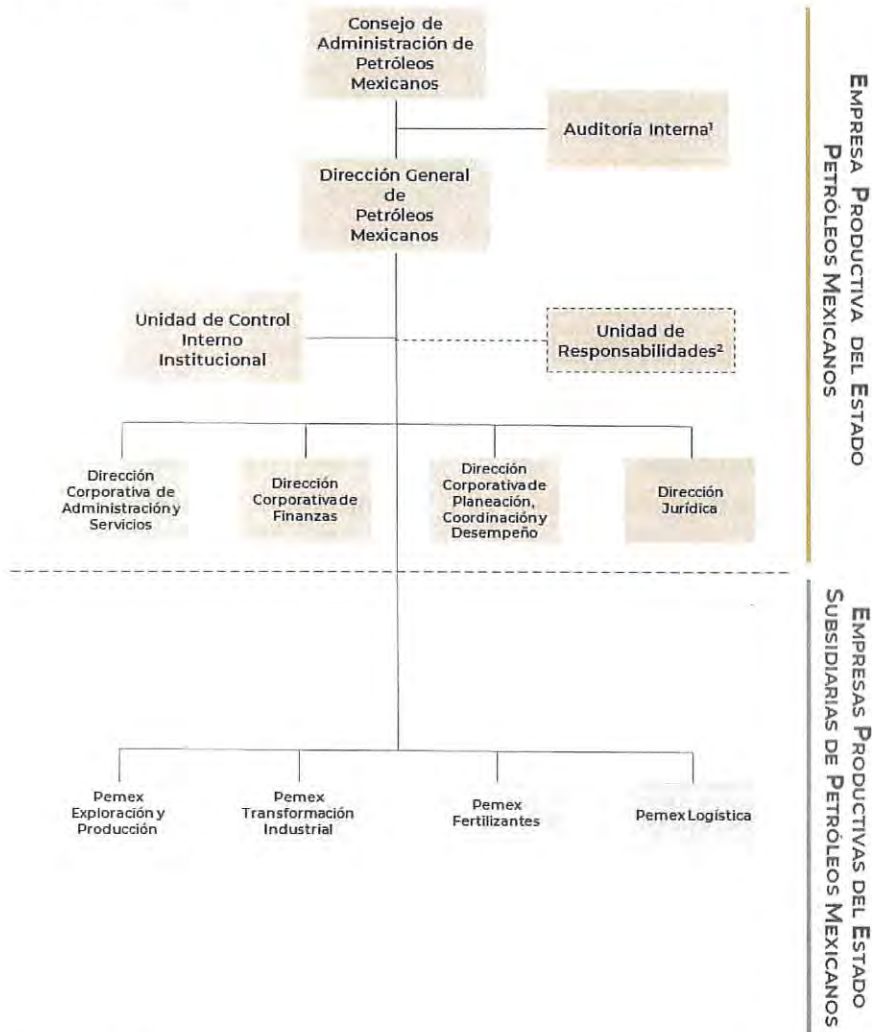 Consejo de
Administración de
Petróleos
Mexicanos
Auditoría Interna¹
Dirección General
de
Petróleos
Mexicanos
Unidad de Control
Interno
Institucional
Unidad de
Responsabilidades²
Dirección
Corporativa de
Administración y
Servicios
Dirección
Corporativa de
Finanzas
Dirección
Corporativa de
Planeación,
Coordinación y
Desempeño
Dirección
Jurídica
EMPRESA PRODUCTIVA DEL ESTADO
PETRÓLEOS MEXICANOS
Pemex
Exploración y
Producción
Pemex
Transformación
Industrial
Pemex
Fertilizantes
Pemex Logística
EMPRESAS PRODUCTIVAS DEL ESTADO
SUBSIDIARIAS DE PETRÓLEOS MEXICANOS